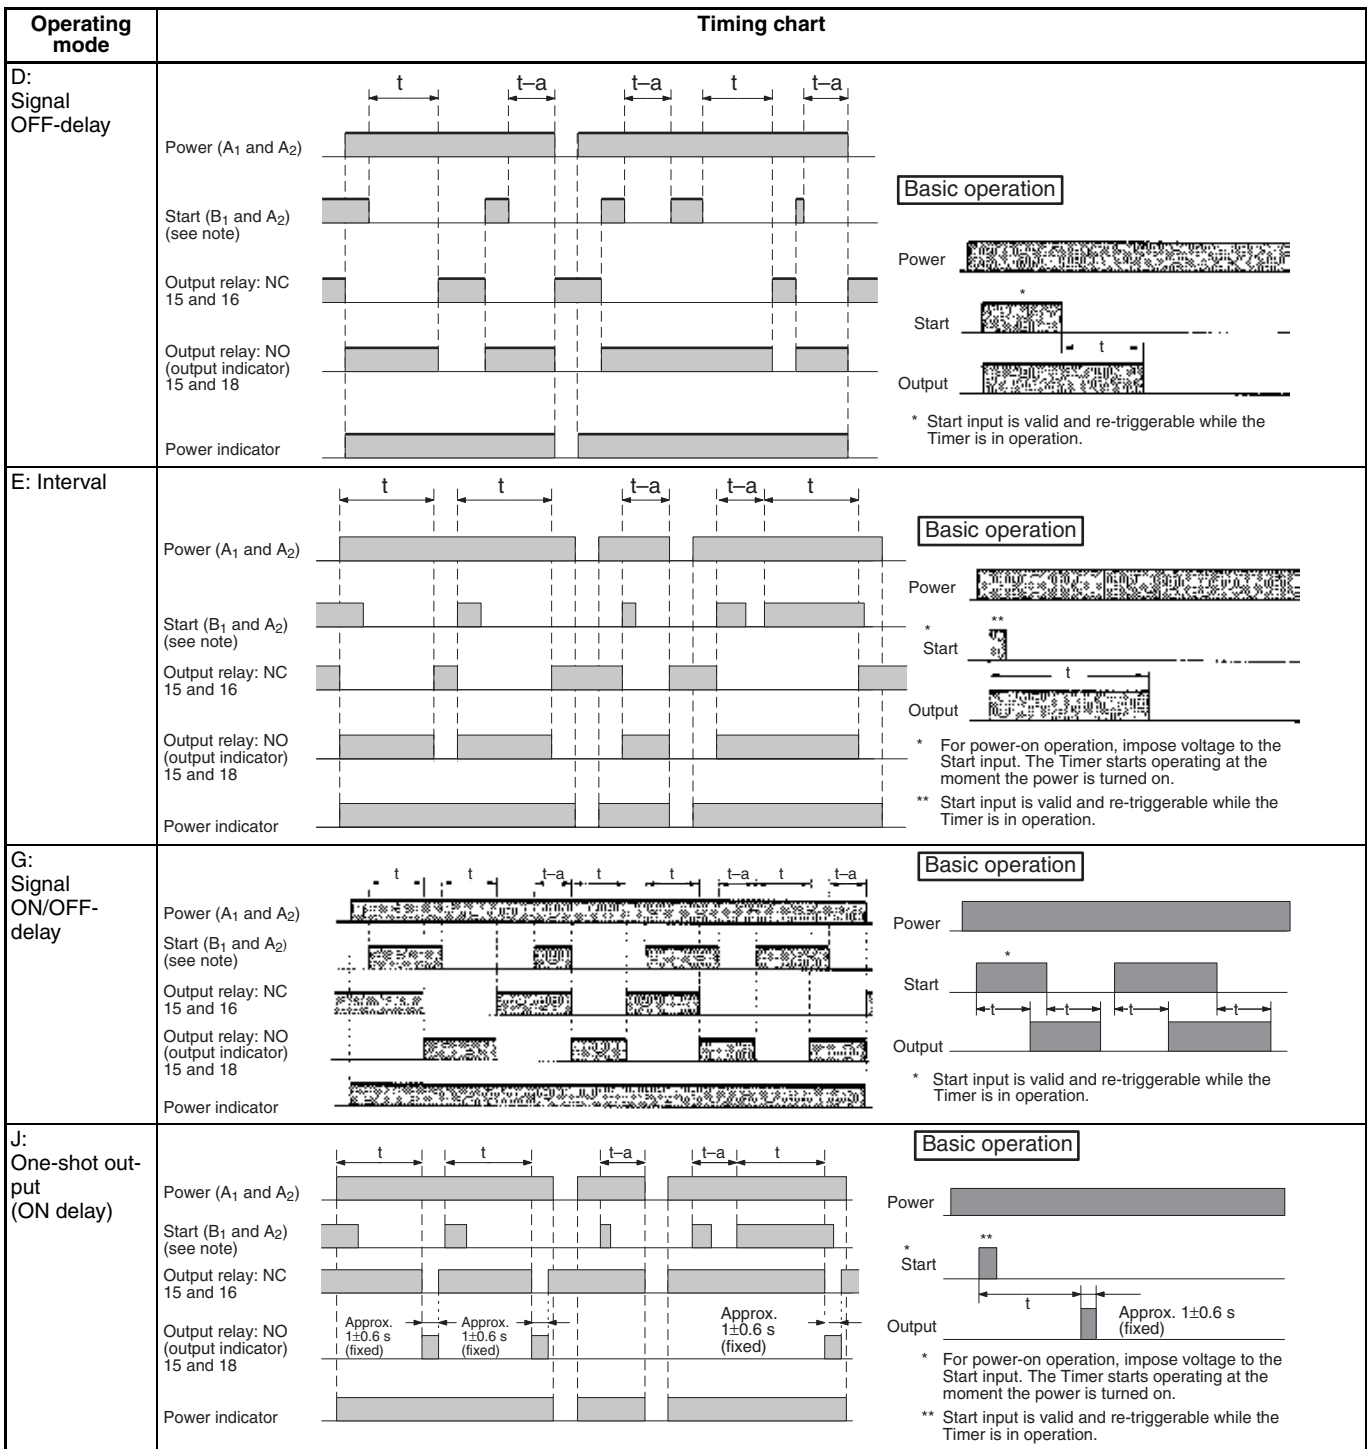 Operating
mode
Timing chart
D:
Signal
OFF-delay
t
t–a
t–a
t
t–a
Power (A1 and A2)
Start (B1 and A2)
(see note)
Output relay: NC
15 and 16
Output relay: NO
(output indicator)
15 and 18
Power indicator
Basic operation
Power
*
Start
t
Output
* Start input is valid and re-triggerable while the
Timer is in operation.
E: Interval
t
t
t–a
t–a
t
Power (A1 and A2)
Start (B1 and A2)
(see note)
Output relay: NC
15 and 16
Output relay: NO
(output indicator)
15 and 18
Power indicator
Basic operation
Power
**
*
Start
t
Output
* For power-on operation, impose voltage to the
Start input. The Timer starts operating at the
moment the power is turned on.
** Start input is valid and re-triggerable while the
Timer is in operation.
G:
Signal
ON/OFF-
delay
t
t
t–a
t
t
t–a
t
t–a
Power (A1 and A2)
Start (B1 and A2)
(see note)
Output relay: NC
15 and 16
Output relay: NO
(output indicator)
15 and 18
Power indicator
Basic operation
Power
*
Start
t
t
t
t
Output
* Start input is valid and re-triggerable while the
Timer is in operation.
J:
One-shot out-
put
(ON delay)
t
t
t–a
t–a
t
Power (A1 and A2)
Start (B1 and A2)
(see note)
Output relay: NC
15 and 16
Output relay: NO
(output indicator)
15 and 18
Approx.
1±0.6 s
(fixed)
Approx.
1±0.6 s
(fixed)
Approx.
1±0.6 s
(fixed)
Power indicator
Basic operation
Power
**
*
Start
t
Approx.
1±0.6 s
(fixed)
Output
* For power-on operation, impose voltage to the
Start input. The Timer starts operating at the
moment the power is turned on.
** Start input is valid and re-triggerable while the
Timer is in operation.